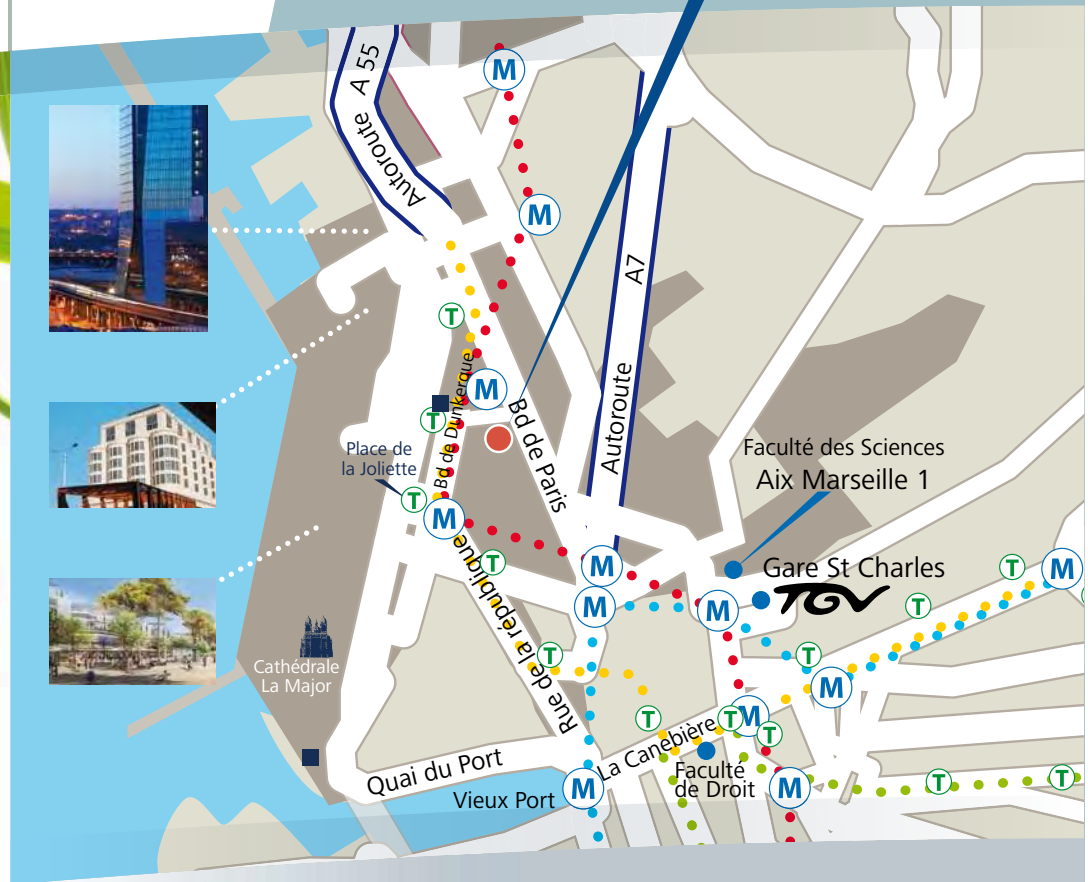 Autoroute A 55
M
M
A7
Autoroute
T
M
Bd de Dunkerque
Bd de Paris
T
Place de
la Joliette
T
M
Faculté des Sciences
Aix Marseille 1
T
M
Gare St Charles
TGV
T
M
M
M
T
Rue de la république
T
T
M
Cathédrale
La Major
T
T
M
T
La Canebière
Quai du Port
Faculté
de Droit
Vieux Port
M
M
T
T